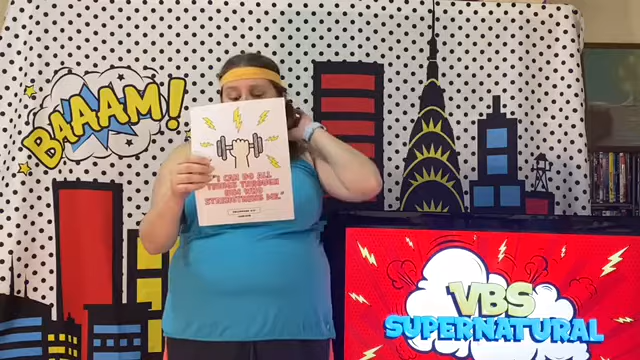 BAAAM!
"I CAN DO ALL
THINGS THROUGH
HIM WHO
STRENGTHENS ME."
VBS
SUPERNATURAL